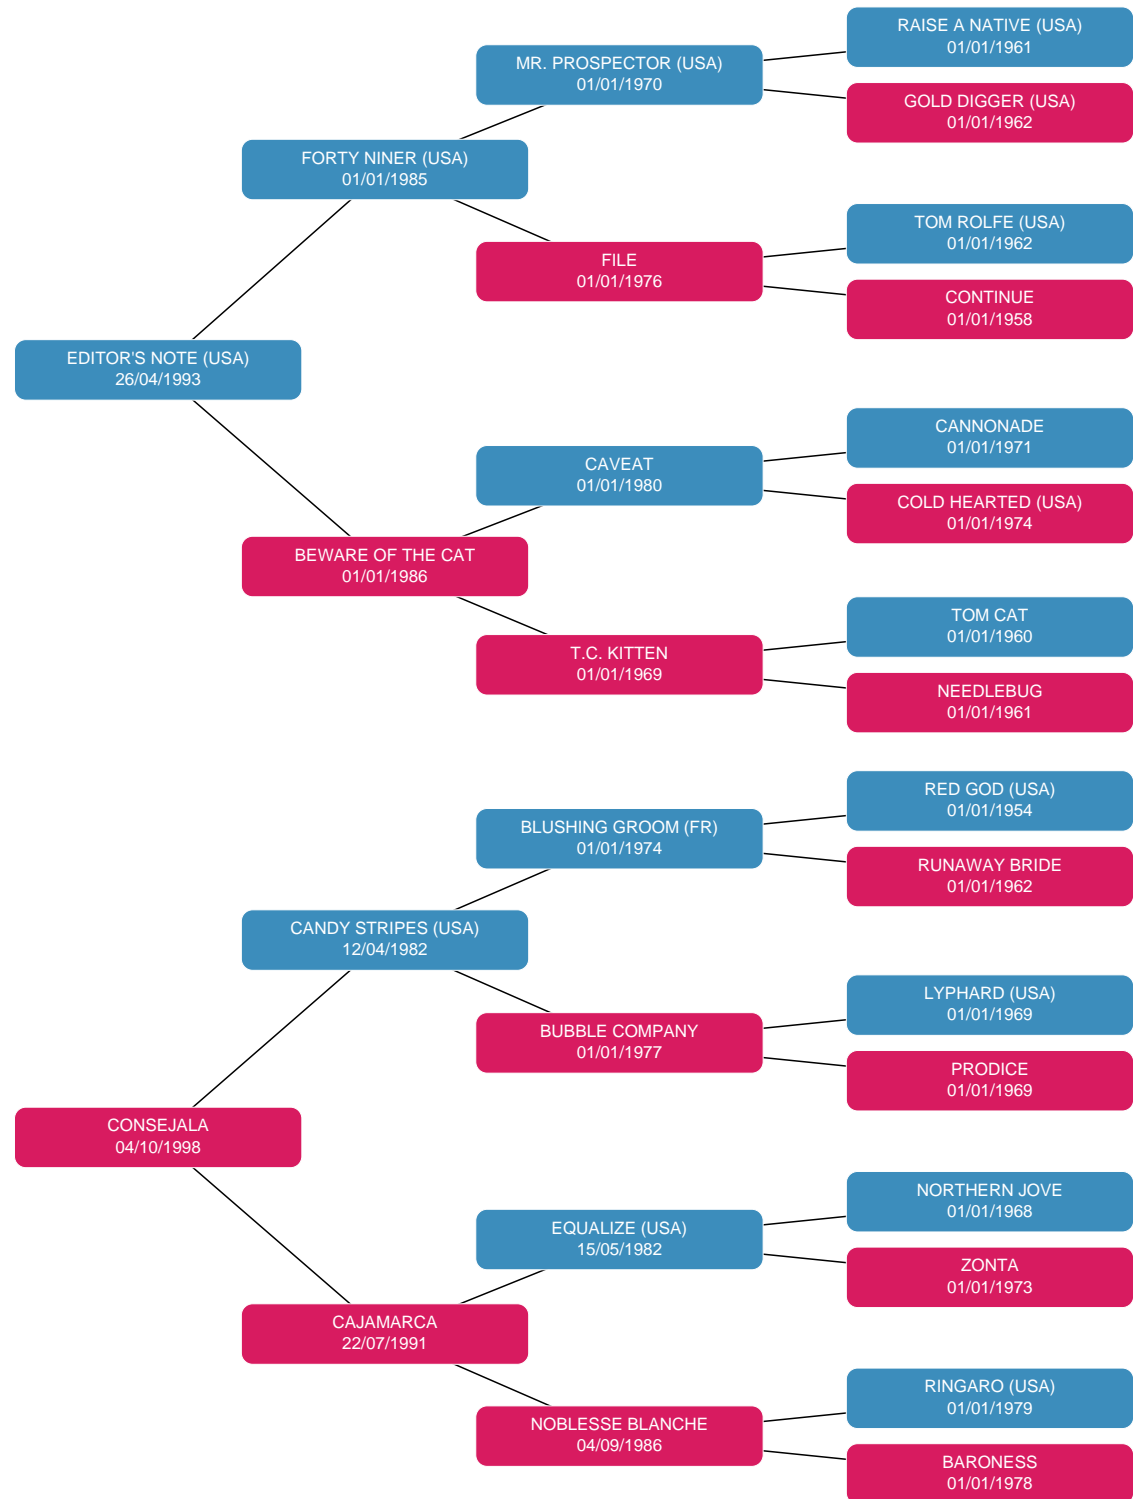 RAISE A NATIVE (USA)
01/01/1961
MR. PROSPECTOR (USA)
01/01/1970
GOLD DIGGER (USA)
01/01/1962
FORTY NINER (USA)
01/01/1985
TOM ROLFE (USA)
01/01/1962
FILE
01/01/1976
CONTINUE
01/01/1958
EDITOR'S NOTE (USA)
26/04/1993
CANNONADE
01/01/1971
CAVEAT
01/01/1980
COLD HEARTED (USA)
01/01/1974
BEWARE OF THE CAT
01/01/1986
TOM CAT
01/01/1960
T.C. KITTEN
01/01/1969
NEEDLEBUG
01/01/1961
RED GOD (USA)
01/01/1954
BLUSHING GROOM (FR)
01/01/1974
RUNAWAY BRIDE
01/01/1962
CANDY STRIPES (USA)
12/04/1982
LYPHARD (USA)
01/01/1969
BUBBLE COMPANY
01/01/1977
PRODICE
01/01/1969
CONSEJALA
04/10/1998
NORTHERN JOVE
01/01/1968
EQUALIZE (USA)
15/05/1982
ZONTA
01/01/1973
CAJAMARCA
22/07/1991
RINGARO (USA)
01/01/1979
NOBLESSE BLANCHE
04/09/1986
BARONESS
01/01/1978